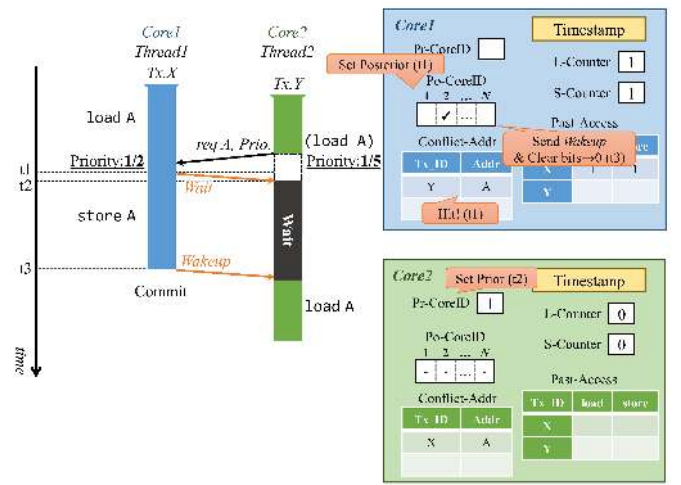 Core1
Thread1
Tx.X
Core2
Thread2
Tx.Y
load A
req A, Prio.
(load A)
Priority:1/2
Priority:1/5
t1
t2
Wait
store A
Wait
t3
Wakeup
Commit
load A
time
Core1
Timestamp
Pr-CoreID
L-Counter 1
Set Posterior (t1)
Po-CoreID
S-Counter 1
1 2 ... N
✓ ...
Past-Access
Send Wakeup
& Clear bits→0 (t3)
Conflict-Addr
Tx_ID Addr
X 1 1
Y A
Y
Hit! (t1)
Core2
Set Prior (t2)
Timestamp
Pr-CoreID 1
L-Counter 0
S-Counter 0
Po-CoreID
1 2 ... N
- - ... -
Past-Access
Conflict-Addr
Tx_ID load store
Tx_ID Addr
X
X A
Y